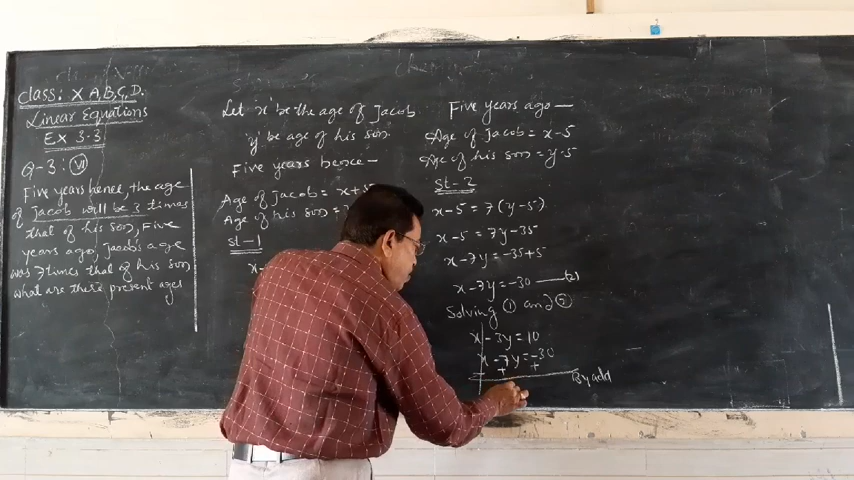 class: X A,B,C,D.
Linear Equations
Ex 3.3
Q-3: (vi)
Five years hence, the age
of Jacob will be 3 times
that of his son, Five
years ago, Jacob's age
was 7 times that of his son
what are there present ages
Let 'x' be the age of Jacob
'y' be age of his son
Five years hence –
Age of Jacob = x+5
Age of his son =
St-1
x-
Five years ago —
Age of Jacob = x-5
Age of his son = y-5
St-2
x-5 = 7(y-5)
x-5 = 7y-35
x-7y = -35+5
x-7y = -30 —(2)
Solving ① and ②
x - 3y = 10
x - 7y = -30
- + +
By add